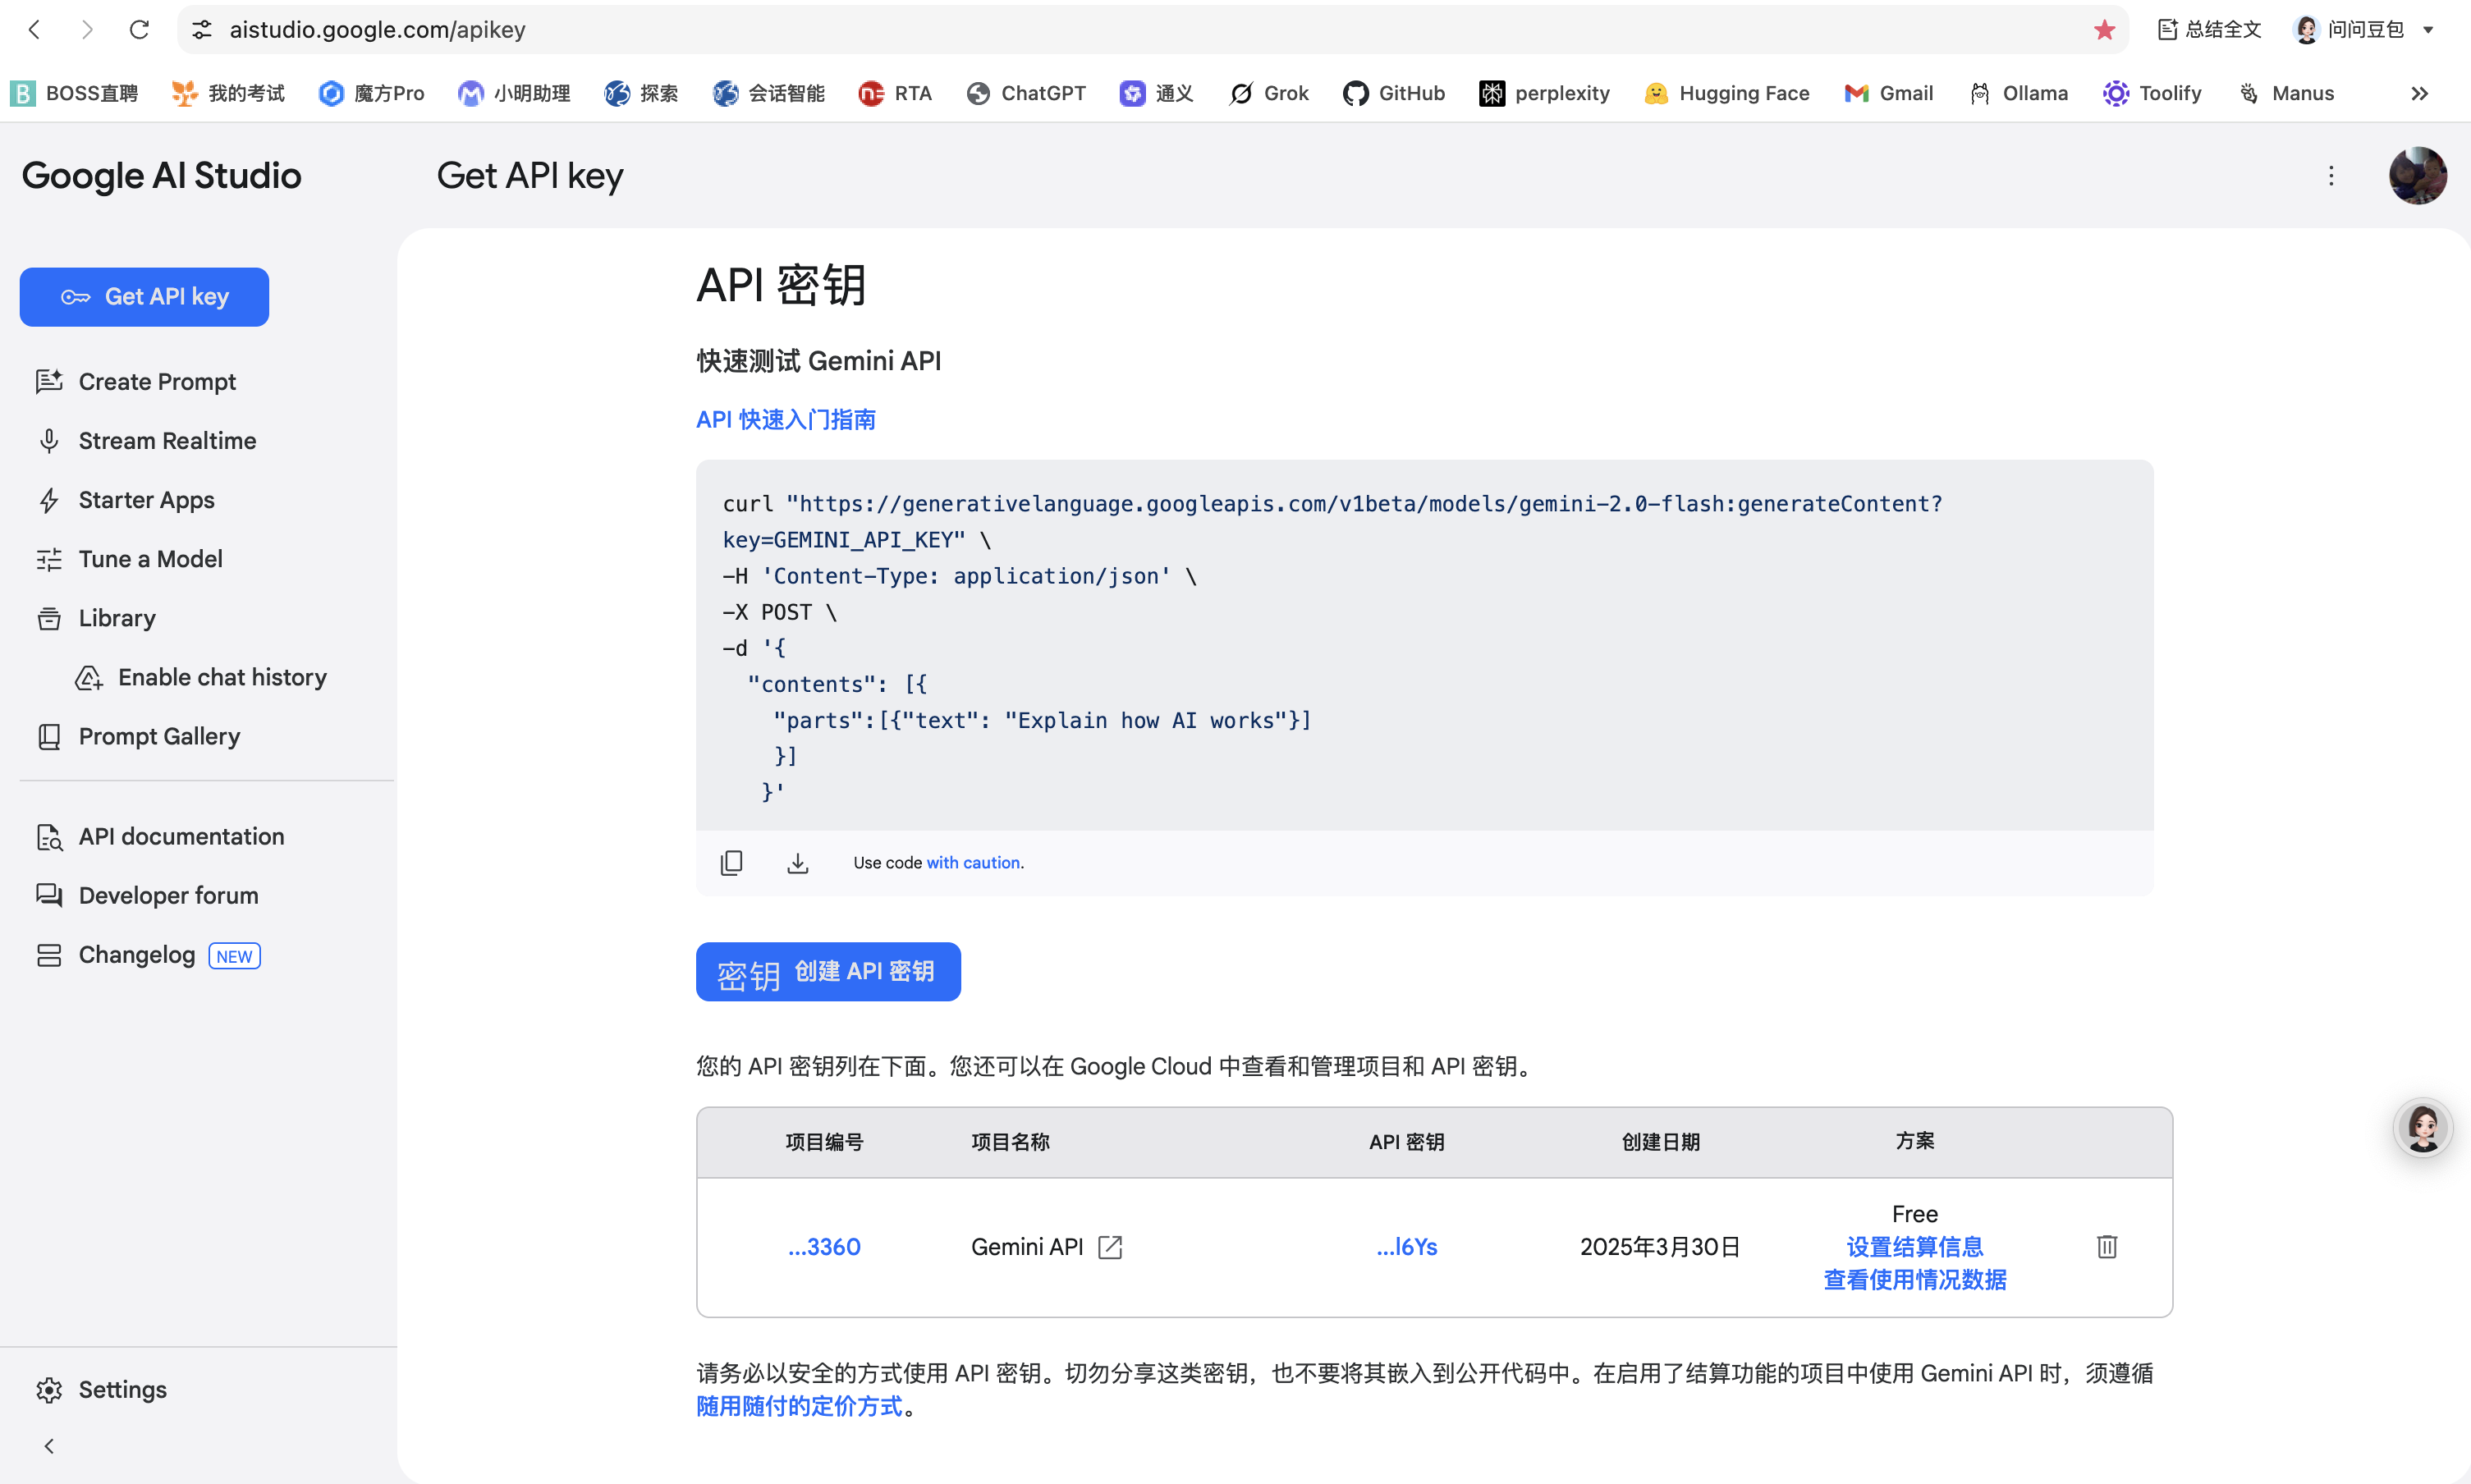 aistudio.google.com/apikey
总结全文
问问豆包
BOSS直聘
我的考试
魔方Pro
小明助理
探索
会话智能
RTA
ChatGPT
通义
Grok
GitHub
perplexity
Hugging Face
Gmail
Ollama
Toolify
Manus
Google AI Studio
Get API key
Get API key
Create Prompt
Stream Realtime
Starter Apps
Tune a Model
Library
Enable chat history
Prompt Gallery
API documentation
Developer forum
Changelog NEW
Settings
API 密钥
快速测试 Gemini API
API 快速入门指南
curl "https://generativelanguage.googleapis.com/v1beta/models/gemini-2.0-flash:generateContent?
key=GEMINI_API_KEY" \
-H 'Content-Type: application/json' \
-X POST \
-d '{
"contents": [{
"parts":[{"text": "Explain how AI works"}]
}]
}'
Use code with caution.
密钥 创建 API 密钥
您的 API 密钥列在下面。您还可以在 Google Cloud 中查看和管理项目和 API 密钥。
项目编号 项目名称 API 密钥 创建日期 方案
...3360 Gemini API ...l6Ys 2025年3月30日 Free
设置结算信息
查看使用情况数据
请务必以安全的方式使用 API 密钥。切勿分享这类密钥，也不要将其嵌入到公开代码中。在启用了结算功能的项目中使用 Gemini API 时，须遵循
随用随付的定价方式。